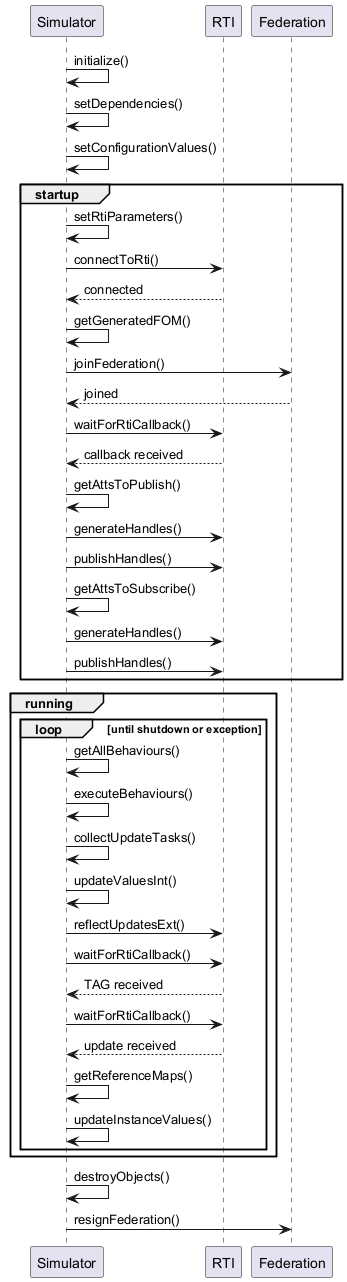 Simulator RTI Federation
initialize()
setDependencies()
setConfigurationValues()
startup
setRtiParameters()
connectToRti()
connected
getGeneratedFOM()
joinFederation()
joined
waitForRtiCallback()
callback received
getAttsToPublish()
generateHandles()
publishHandles()
getAttsToSubscribe()
generateHandles()
publishHandles()
running
loop [until shutdown or exception]
getAllBehaviours()
executeBehaviours()
collectUpdateTasks()
updateValuesInt()
reflectUpdatesExt()
waitForRtiCallback()
TAG received
waitForRtiCallback()
update received
getReferenceMaps()
updateInstanceValues()
destroyObjects()
resignFederation()
Simulator RTI Federation